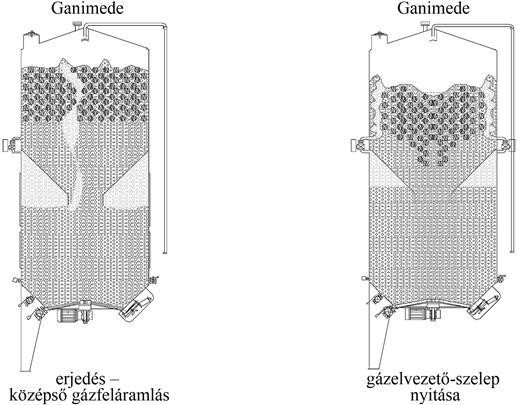 Ganimede
Ganimede
erjedés –
középső gázfeláramlás
gázelvezető-szelep
nyitása